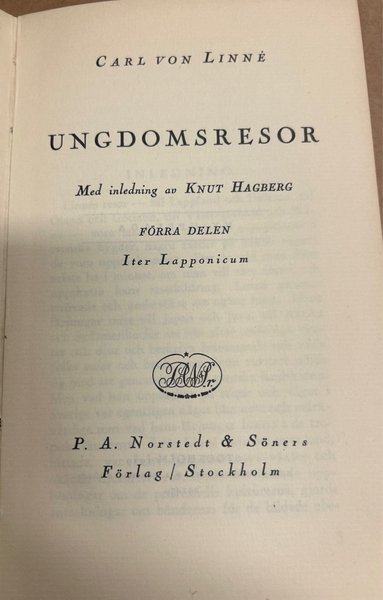 CARL VON LINNÉ
UNGDOMSRESOR
Med inledning av KNUT HAGBERG
FÖRRA DELEN
Iter Lapponicum
P. A. Norstedt & Söners
Förlag / Stockholm